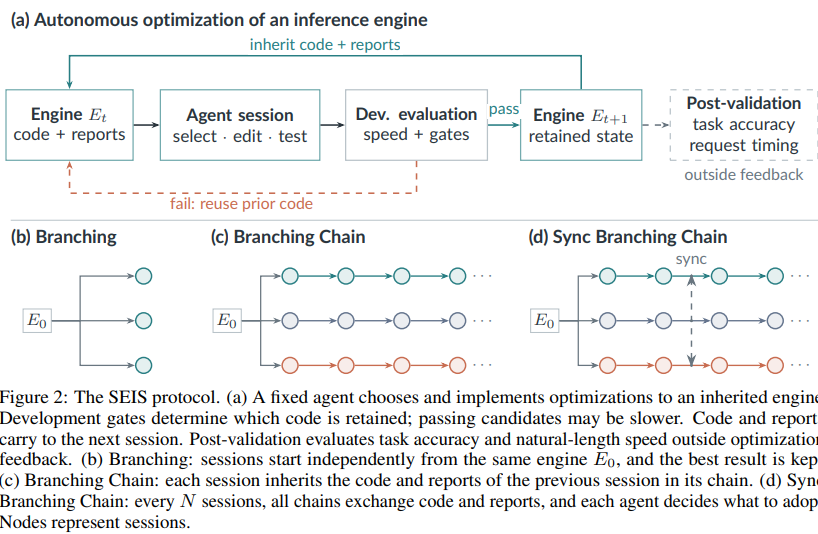 (a) Autonomous optimization of an inference engine
inherit code + reports
Engine E_t
code + reports
Agent session
select · edit · test
Dev. evaluation
speed + gates
pass
Engine E_{t+1}
retained state
Post-validation
task accuracy
request timing
outside feedback
fail: reuse prior code
(b) Branching
(c) Branching Chain
(d) Sync Branching Chain
sync
E_0
E_0
E_0
...
...
...
...
...
...
Figure 2: The SEIS protocol. (a) A fixed agent chooses and implements optimizations to an inherited engine
Development gates determine which code is retained; passing candidates may be slower. Code and report
carry to the next session. Post-validation evaluates task accuracy and natural-length speed outside optimization
feedback. (b) Branching: sessions start independently from the same engine E_0, and the best result is kep
(c) Branching Chain: each session inherits the code and reports of the previous session in its chain. (d) Sync
Branching Chain: every N sessions, all chains exchange code and reports, and each agent decides what to adop
Nodes represent sessions.